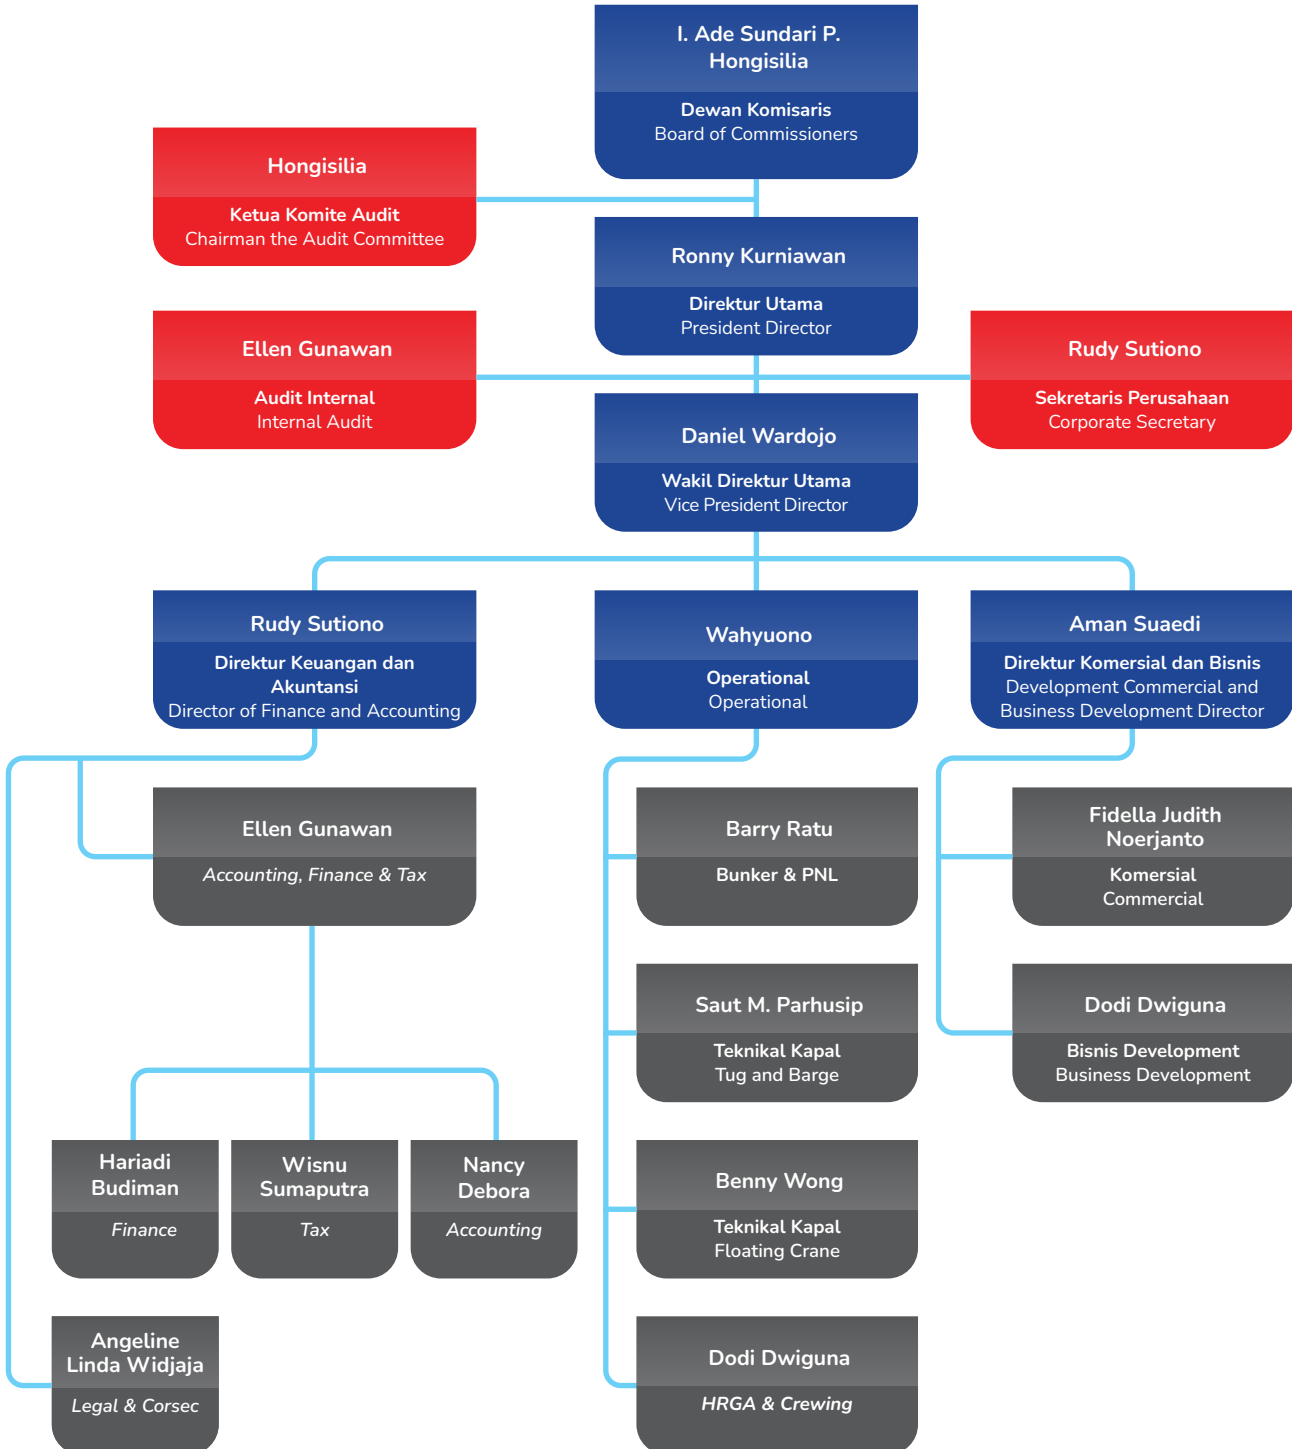 I. Ade Sundari P.
Hongisilia
Dewan Komisaris
Board of Commissioners
Hongisilia
Ketua Komite Audit
Chairman the Audit Committee
Ronny Kurniawan
Direktur Utama
President Director
Ellen Gunawan
Audit Internal
Internal Audit
Rudy Sutiono
Sekretaris Perusahaan
Corporate Secretary
Daniel Wardojo
Wakil Direktur Utama
Vice President Director
Rudy Sutiono
Direktur Keuangan dan
Akuntansi
Director of Finance and Accounting
Wahyuono
Operational
Operational
Aman Suaedi
Direktur Komersial dan Bisnis
Development Commercial and
Business Development Director
Ellen Gunawan
Accounting, Finance & Tax
Barry Ratu
Bunker & PNL
Fidella Judith
Noerjanto
Komersial
Commercial
Saut M. Parhusip
Teknikal Kapal
Tug and Barge
Dodi Dwiguna
Bisnis Development
Business Development
Hariadi
Budiman
Finance
Wisnu
Sumaputra
Tax
Nancy
Debora
Accounting
Benny Wong
Teknikal Kapal
Floating Crane
Angeline
Linda Widjaja
Legal & Corsec
Dodi Dwiguna
HRGA & Crewing